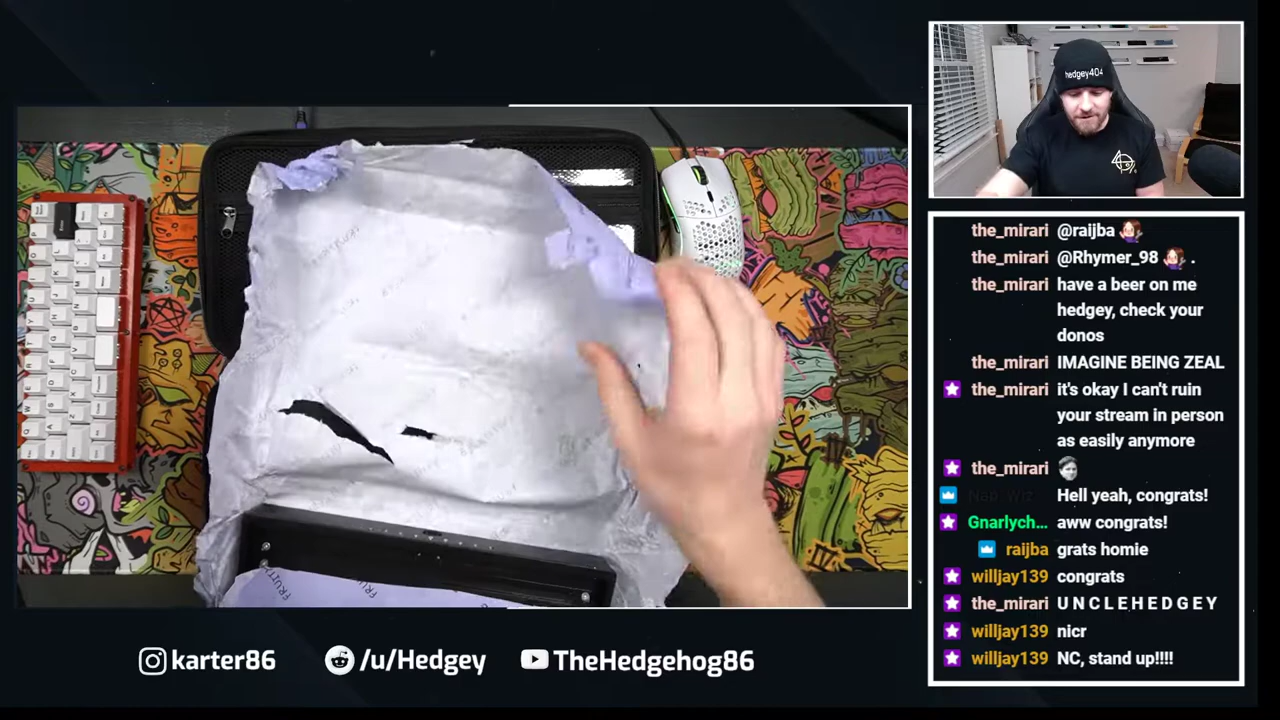 hedgey404
the_mirari @raijba
the_mirari @Rhymer_98 .
the_mirari have a beer on me
hedgey, check your
donos
the_mirari IMAGINE BEING ZEAL
the_mirari it's okay I can't ruin
your stream in person
as easily anymore
the_mirari
Hell yeah, congrats!
Gnarlych... aww congrats!
raijba grats homie
willjay139 congrats
the_mirari U N C L E H E D G E Y
willjay139 nicr
willjay139 NC, stand up!!!!
karter86 /u/Hedgey TheHedgehog86